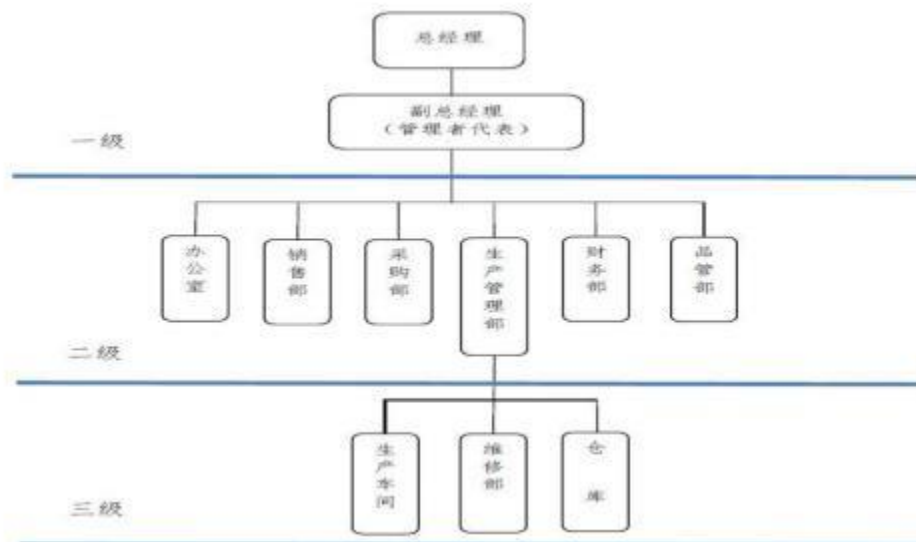 总经理
副总经理
（管理者代表）
一级
办公室
销售部
采购部
生产管理部
财务部
品管部
二级
生产车间
维修部
仓库
三级